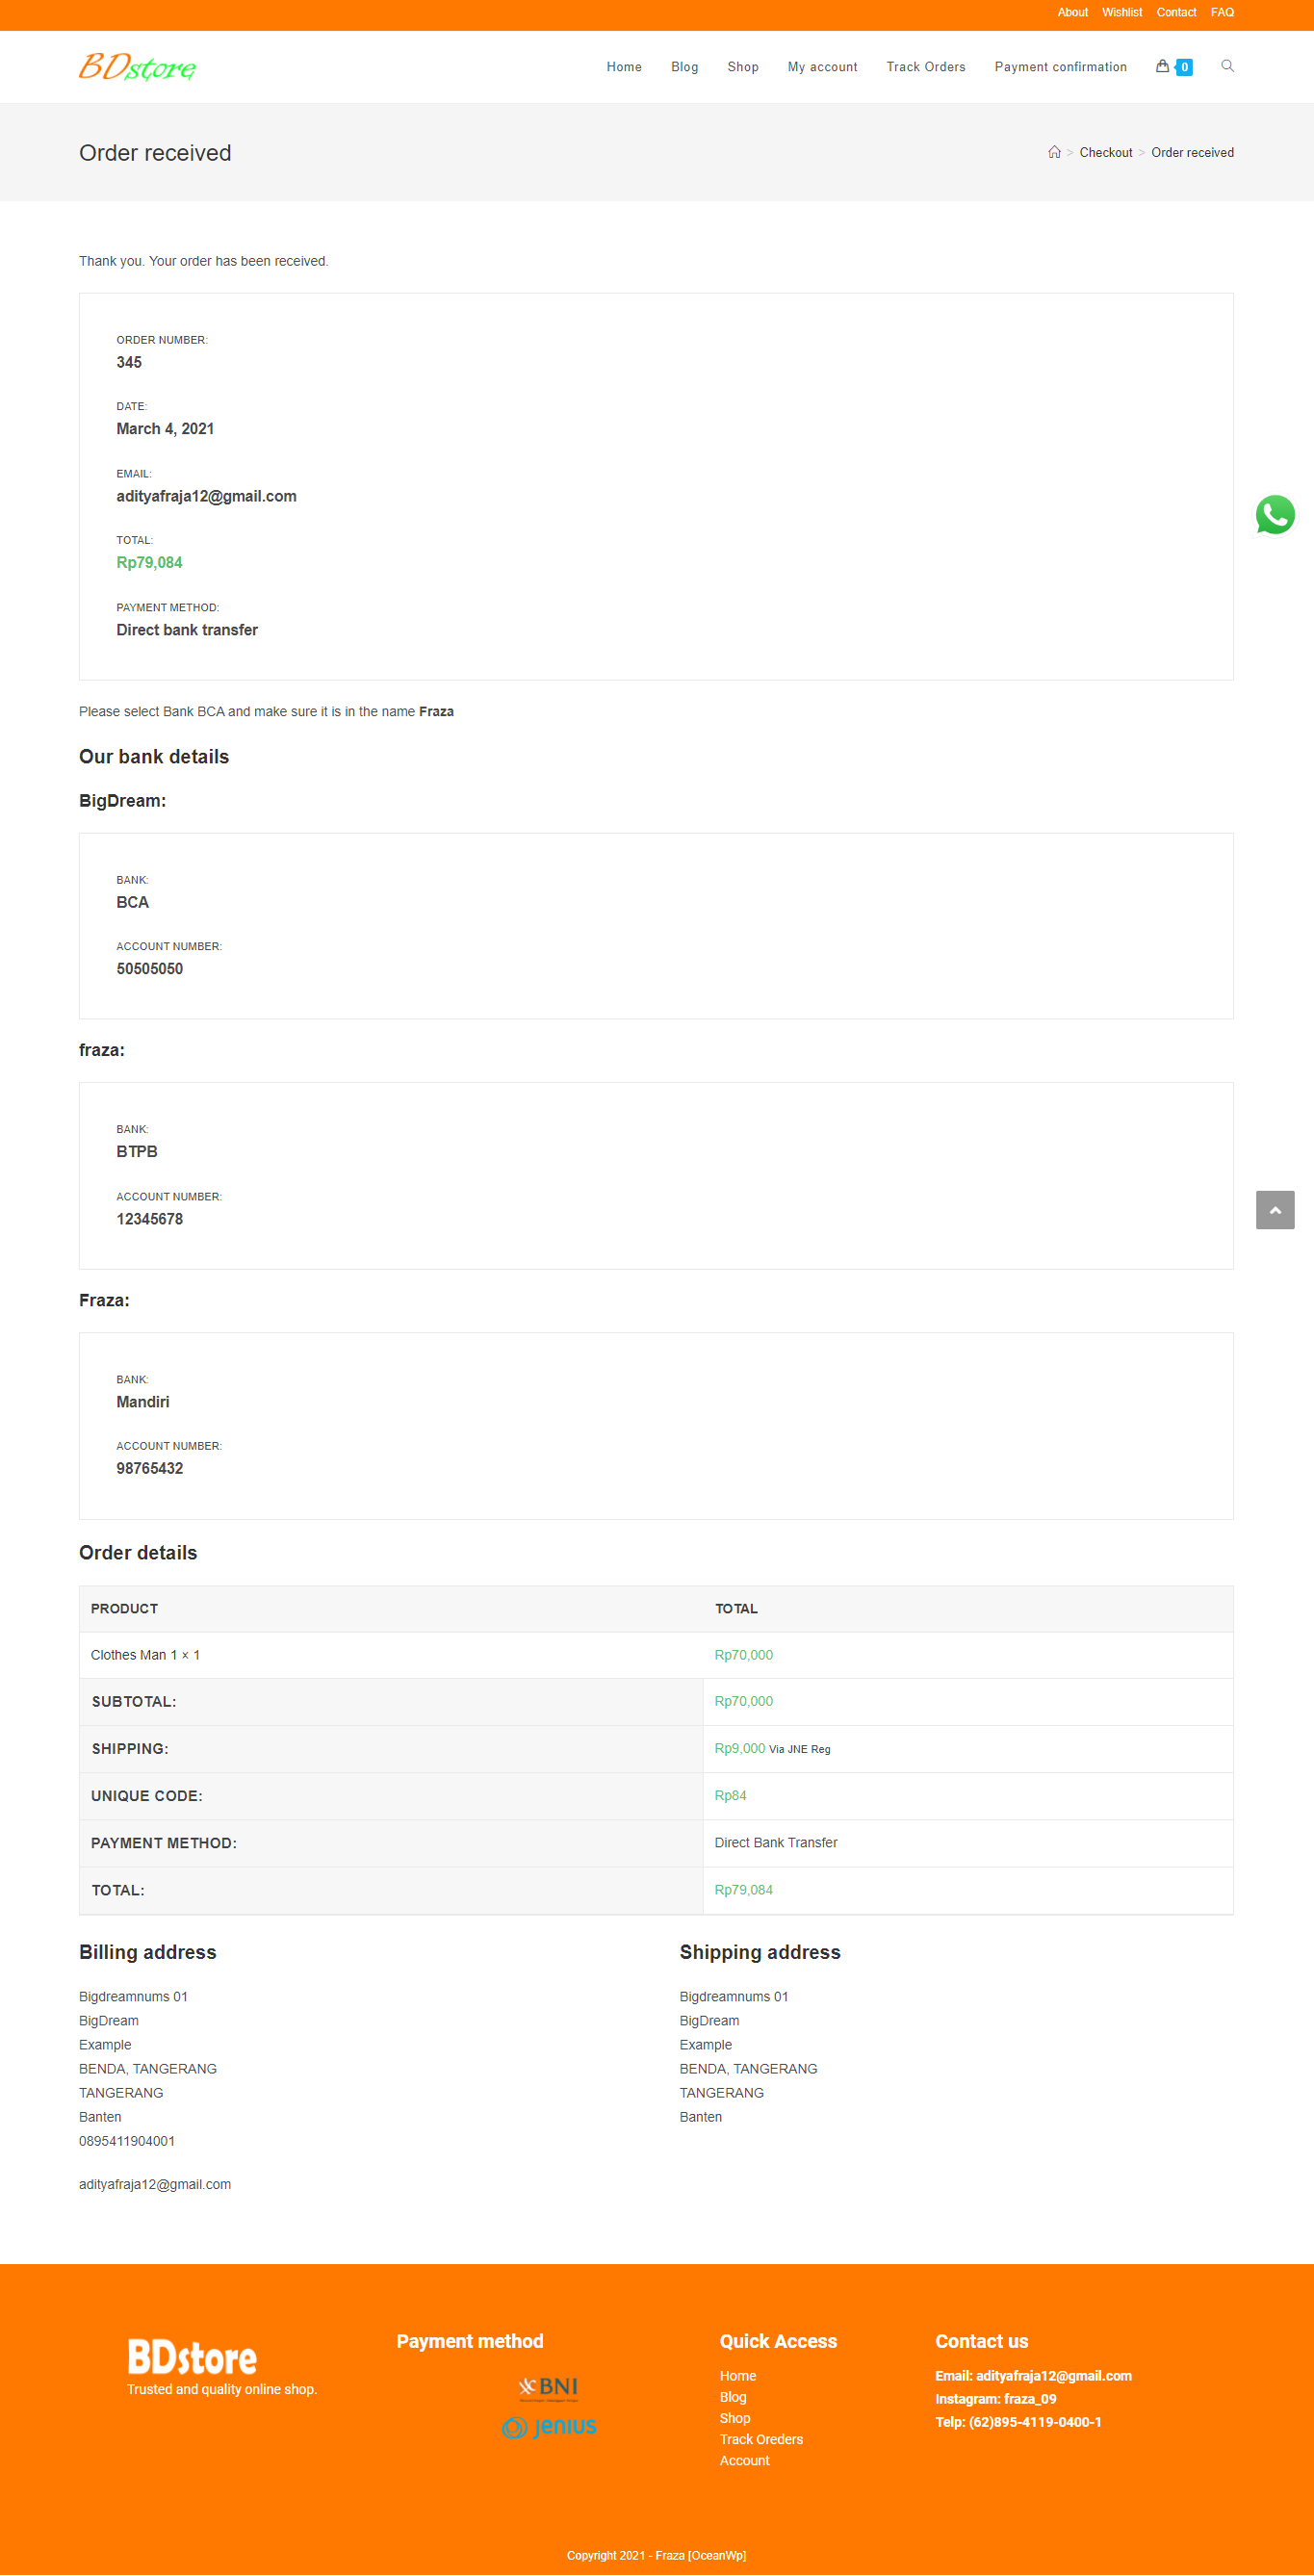 About Wishlist Contact FAQ
BDstore
Home Blog Shop My account Track Orders Payment confirmation 0
Order received
> Checkout > Order received
Thank you. Your order has been received.
ORDER NUMBER:
345
DATE:
March 4, 2021
EMAIL:
adityafraja12@gmail.com
TOTAL:
Rp79,084
PAYMENT METHOD:
Direct bank transfer
Please select Bank BCA and make sure it is in the name Fraza
Our bank details
BigDream:
BANK:
BCA
ACCOUNT NUMBER:
50505050
fraza:
BANK:
BTPB
ACCOUNT NUMBER:
12345678
Fraza:
BANK:
Mandiri
ACCOUNT NUMBER:
98765432
Order details
PRODUCT TOTAL
Clothes Man 1 × 1 Rp70,000
SUBTOTAL: Rp70,000
SHIPPING: Rp9,000 Via JNE Reg
UNIQUE CODE: Rp84
PAYMENT METHOD: Direct Bank Transfer
TOTAL: Rp79,084
Billing address
Bigdreamnums 01
BigDream
Example
BENDA, TANGERANG
TANGERANG
Banten
0895411904001
adityafraja12@gmail.com
Shipping address
Bigdreamnums 01
BigDream
Example
BENDA, TANGERANG
TANGERANG
Banten
BDstore
Trusted and quality online shop.
Payment method
BNI
jenius
Quick Access
Home
Blog
Shop
Track Oreders
Account
Contact us
Email: adityafraja12@gmail.com
Instagram: fraza_09
Telp: (62)895-4119-0400-1
Copyright 2021 - Fraza [OceanWp]